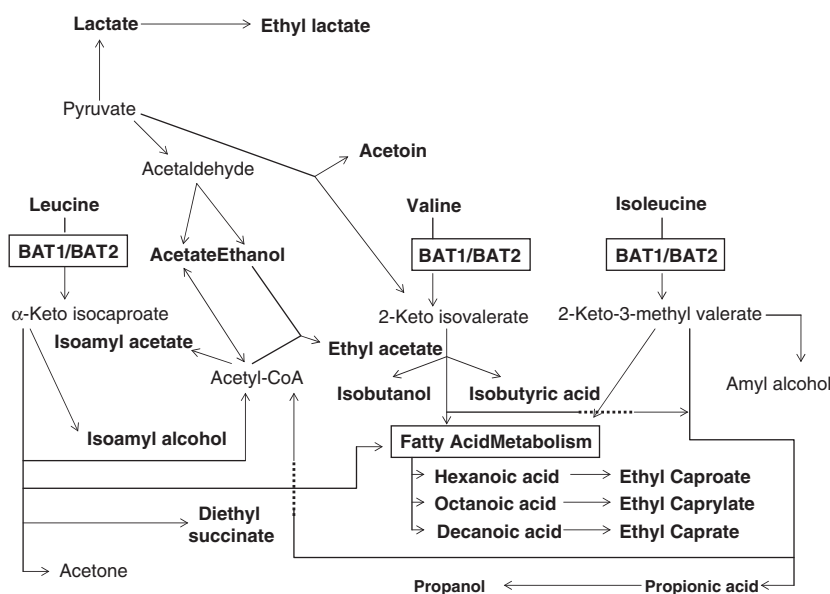 Lactate
Ethyl lactate
Pyruvate
Acetoin
Acetaldehyde
Leucine
Valine
Isoleucine
BAT1/BAT2
AcetateEthanol
BAT1/BAT2
BAT1/BAT2
α-Keto isocaproate
2-Keto isovalerate
2-Keto-3-methyl valerate
Isoamyl acetate
Ethyl acetate
Acetyl-CoA
Amyl alcohol
Isobutanol
Isobutyric acid
Isoamyl alcohol
Fatty AcidMetabolism
Hexanoic acid
Ethyl Caproate
Octanoic acid
Ethyl Caprylate
Diethyl
succinate
Decanoic acid
Ethyl Caprate
Acetone
Propanol
Propionic acid